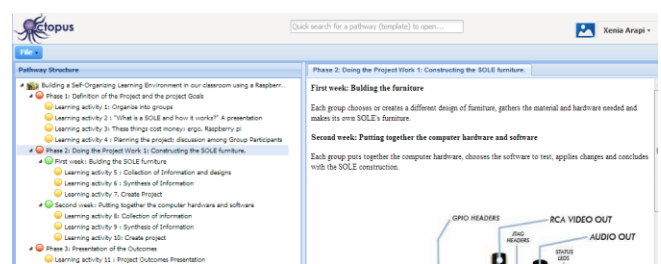 ctopus
Quick search for a pathway (template) to open...
Xenia Arapi
File
Pathway Structure
Building a Self-Organizing Learning Environment in our classroom using a Raspberr...
Phase 1: Definition of the Project and the project Goals
Learning activity 1: Organize into groups
Learning activity 2 : "What is a SOLE and how it works?" A presentation
Learning activity 3: These things cost money: ergo, Raspberry pi
Learning activity 4 : Planning the project: discussion among Group Participants
Phase 2: Doing the Project Work 1: Constructing the SOLE furniture.
First week: Bulding the SOLE furniture
Learning activity 5 : Collection of Information and designs
Learning activity 6 : Synthesis of Information
Learning activity 7. Create Project
Second week: Putting together the computer hardware and software
Learning activity 8: Collection of information
Learning activity 9 : Synthesis of Information
Learning activity 10: Create project
Phase 3: Presentation of the Outcomes
Learning activity 11 : Project Outcomes Presentation
Phase 2: Doing the Project Work 1: Constructing the SOLE furniture.
First week: Bulding the furniture
Each group chooses or creates a different design of furniture, gathers the material and hardware needed and
makes its own SOLE's furniture.
Second week: Putting together the computer hardware and software
Each group puts together the computer hardware, chooses the software to test, applies changes and concludes
with the SOLE construction.
GPIO HEADERS
RCA VIDEO OUT
JTAG
HEADERS
AUDIO OUT
STATUS
LEDS